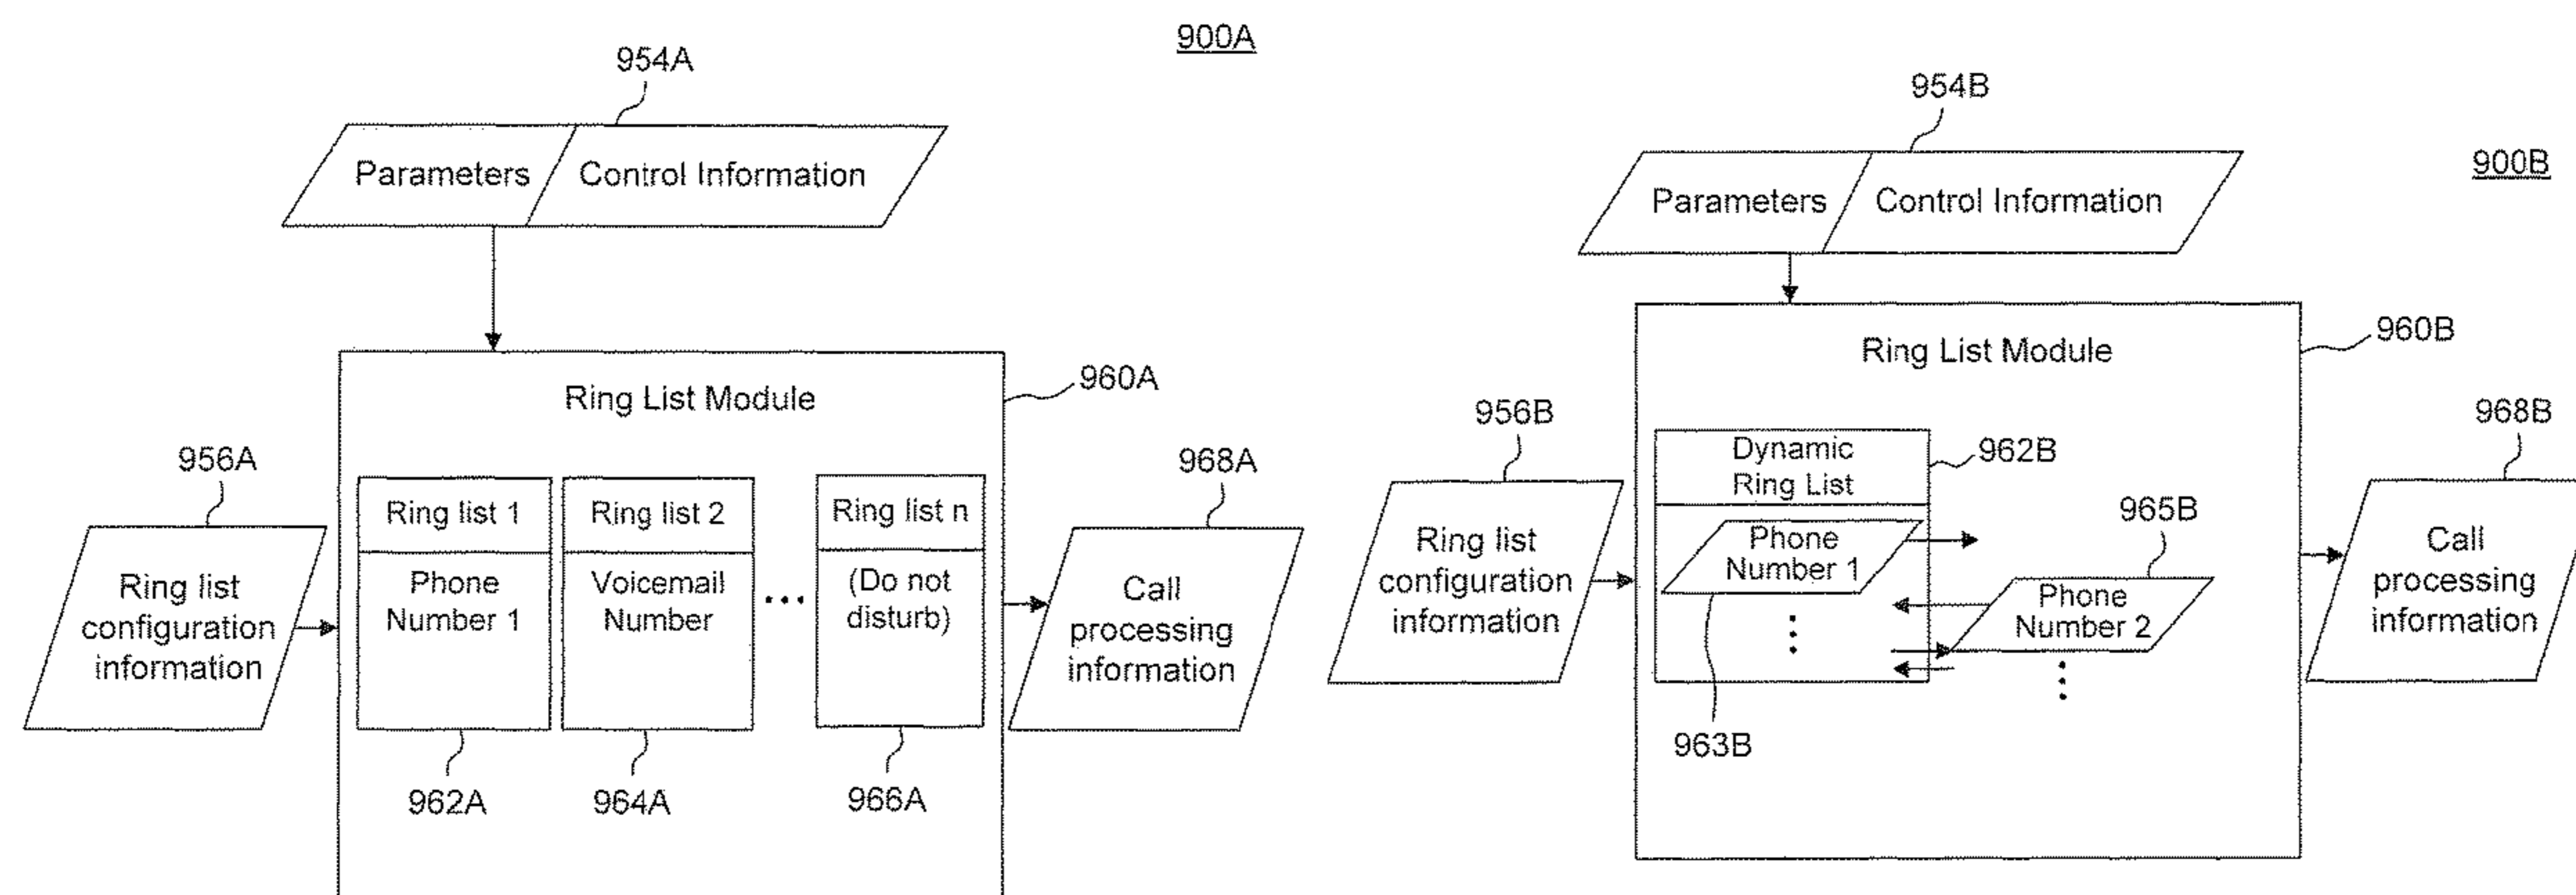 900A
954A
Parameters
Control Information
960A
Ring List Module
956A
Ring list
configuration
information
Ring list 1
Phone
Number 1
Ring list 2
Voicemail
Number
...
Ring list n
(Do not
disturb)
962A
964A
966A
968A
Call
processing
information
900B
954B
Parameters
Control Information
960B
Ring List Module
956B
Ring list
configuration
information
Dynamic
Ring List
962B
Phone
Number 1
963B
965B
Phone
Number 2
968B
Call
processing
information